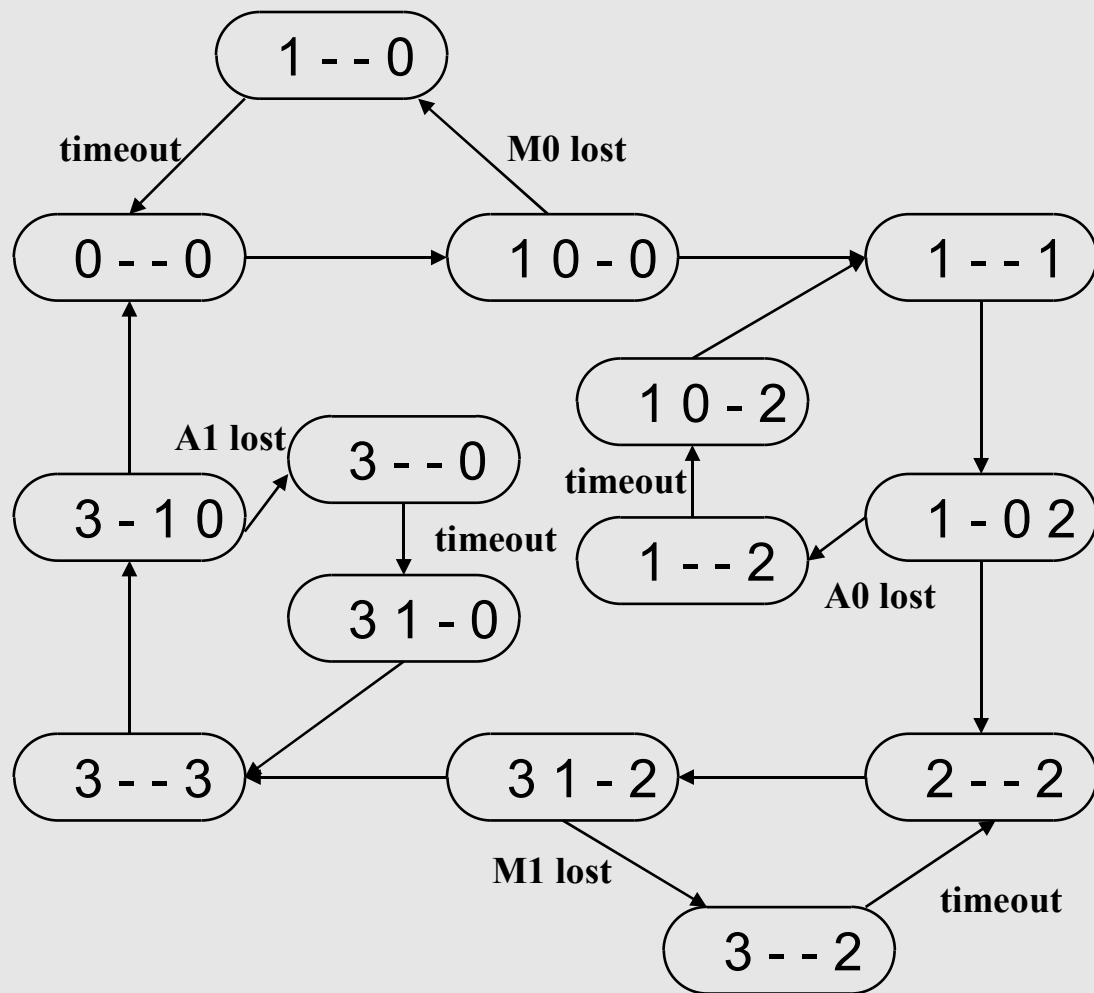 1 - - 0
timeout
M0 lost
0 - - 0
1 0 - 0
1 - - 1
1 0 - 2
A1 lost
3 - - 0
timeout
3 - 1 0
1 - 0 2
timeout
1 - - 2
A0 lost
3 1 - 0
3 - - 3
3 1 - 2
2 - - 2
M1 lost
timeout
3 - - 2